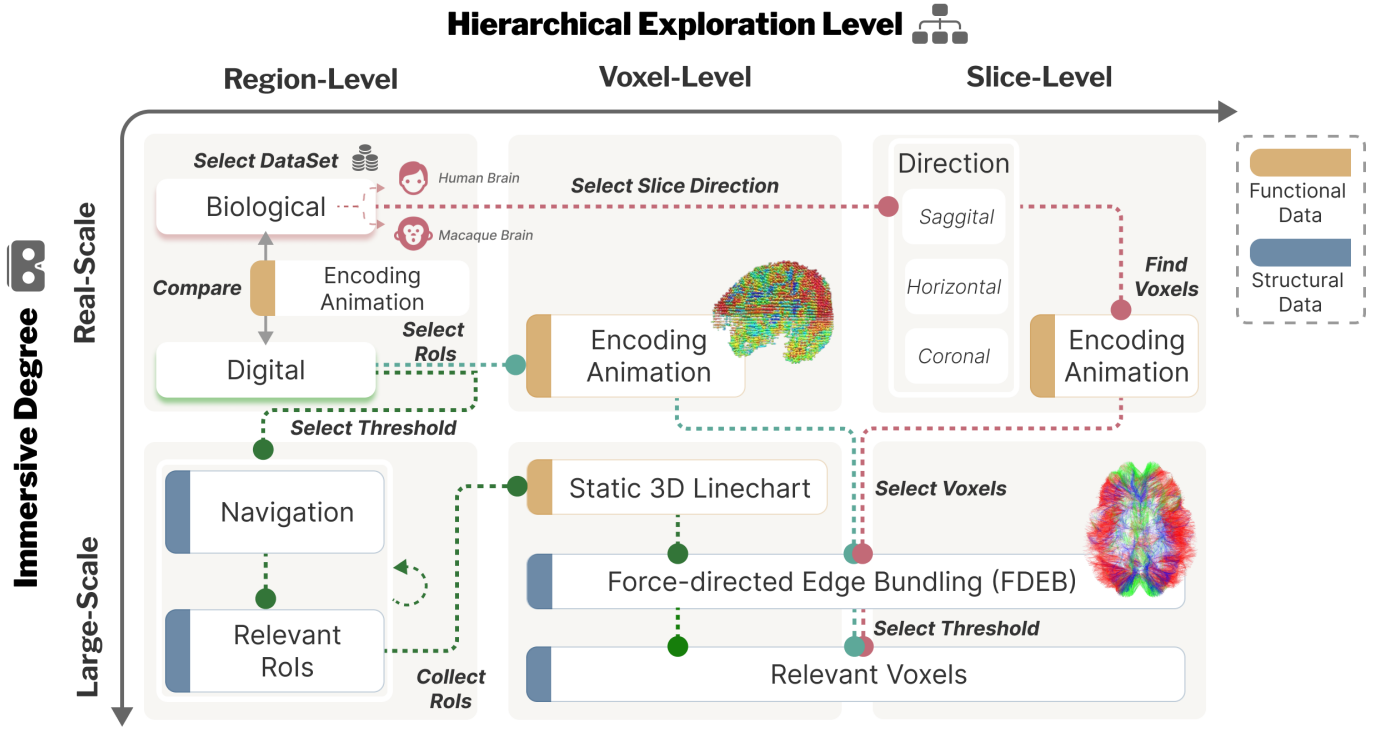 Hierarchical Exploration Level
Region-Level
Voxel-Level
Slice-Level
Immersive Degree
Real-Scale
Large-Scale
Select DataSet
Biological
Human Brain
Macaque Brain
Compare
Encoding
Animation
Digital
Select
RoIs
Select Slice Direction
Encoding
Animation
Direction
Saggital
Horizontal
Coronal
Find
Voxels
Encoding
Animation
Functional
Data
Structural
Data
Select Threshold
Navigation
Relevant
RoIs
Collect
RoIs
Static 3D Linechart
Select Voxels
Force-directed Edge Bundling (FDEB)
Select Threshold
Relevant Voxels